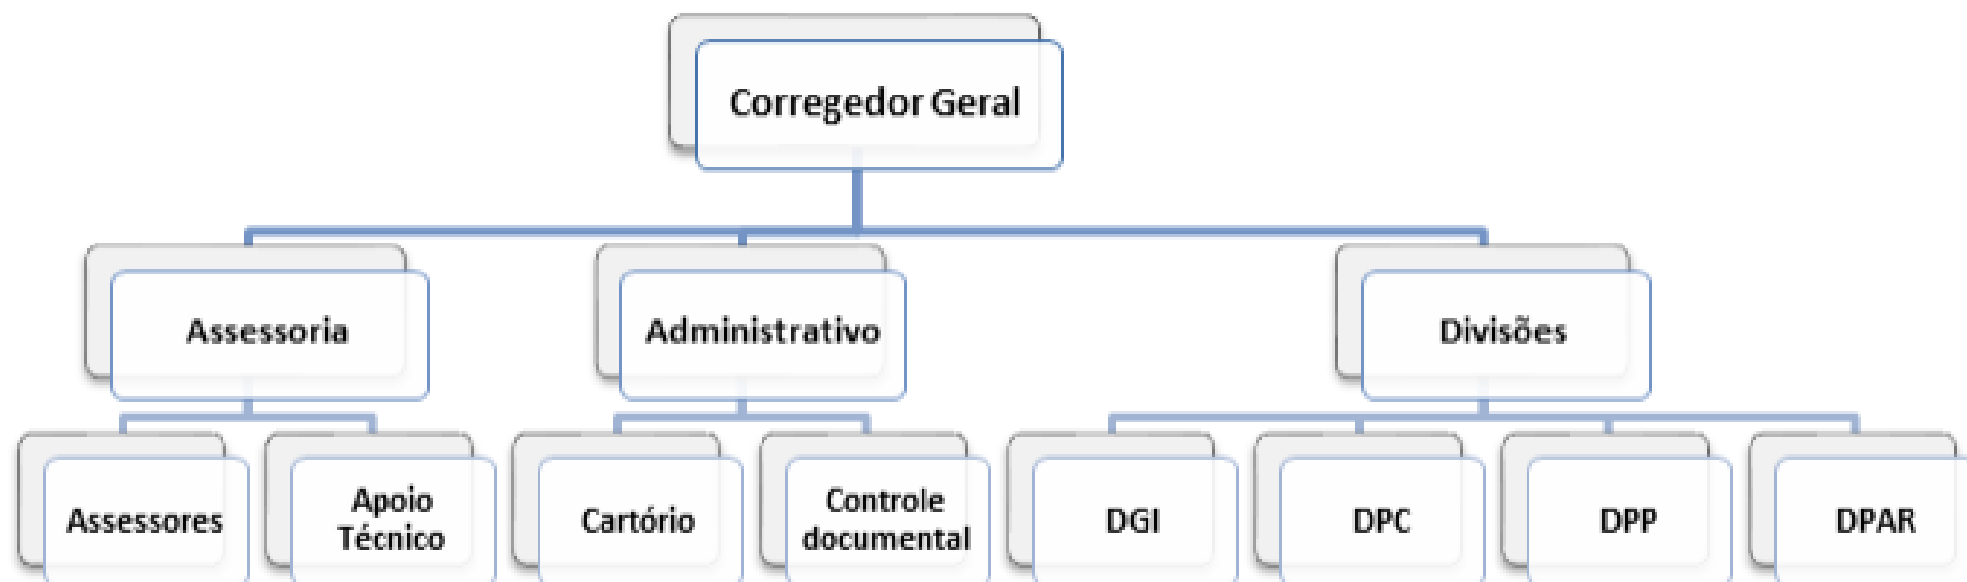 Corregedor Geral
Assessoria
Administrativo
Divisões
Assessores
Apoio
Técnico
Cartório
Controle
documental
DGI
DPC
DPP
DPAR